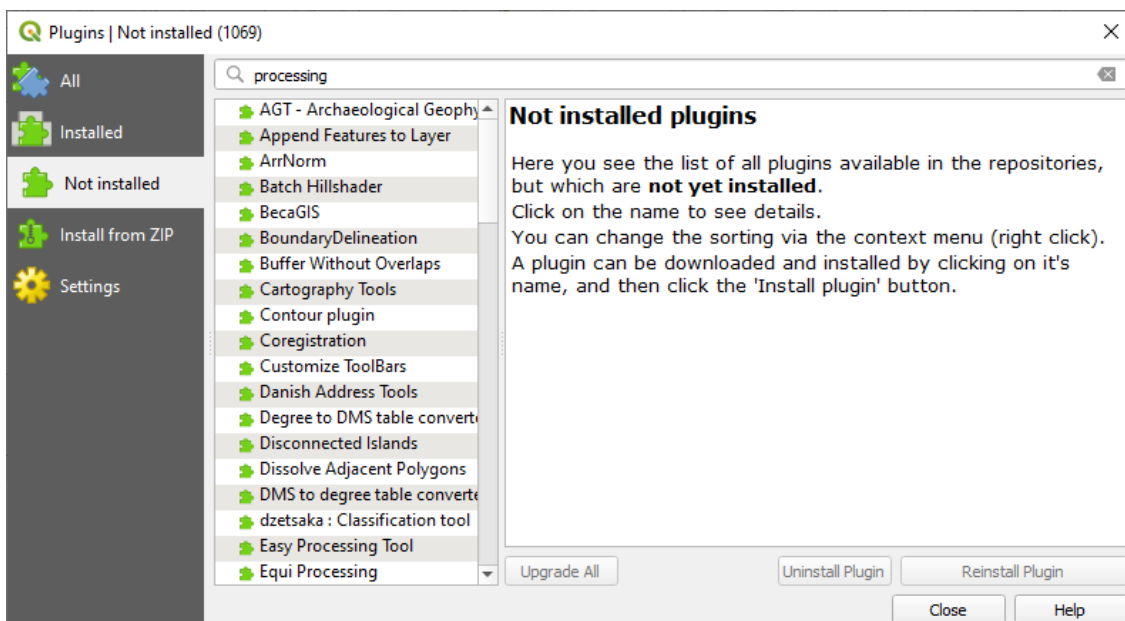 Plugins | Not installed (1069)
All
Installed
Not installed
Install from ZIP
Settings
processing
AGT - Archaeological Geophy
Append Features to Layer
ArrNorm
Batch Hillshader
BecaGIS
BoundaryDelineation
Buffer Without Overlaps
Cartography Tools
Contour plugin
Coregistration
Customize ToolBars
Danish Address Tools
Degree to DMS table converte
Disconnected Islands
Dissolve Adjacent Polygons
DMS to degree table converte
dzetsaka : Classification tool
Easy Processing Tool
Equi Processing
Not installed plugins
Here you see the list of all plugins available in the repositories,
but which are not yet installed.
Click on the name to see details.
You can change the sorting via the context menu (right click).
A plugin can be downloaded and installed by clicking on it's
name, and then click the 'Install plugin' button.
Upgrade All
Uninstall Plugin
Reinstall Plugin
Close
Help